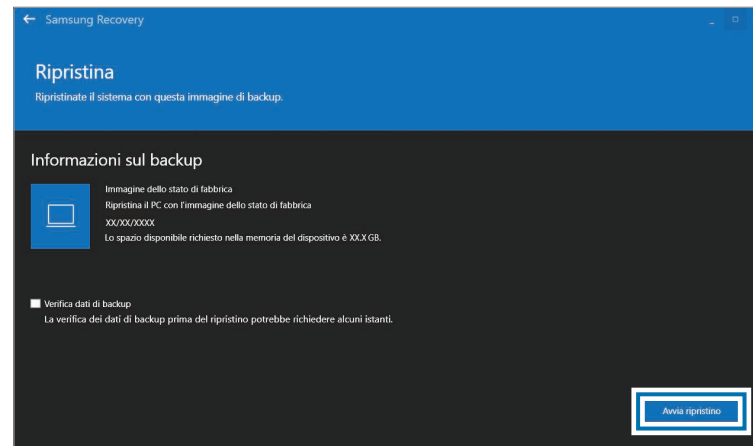 Samsung Recovery
Ripristina
Ripristinate il sistema con questa immagine di backup.
Informazioni sul backup
Immagine dello stato di fabbrica
Ripristina il PC con l'immagine dello stato di fabbrica
XX/XX/XXXX
Lo spazio disponibile richiesto nella memoria del dispositivo è XX.X GB.
Verifica dati di backup
La verifica dei dati di backup prima del ripristino potrebbe richiedere alcuni istanti.
Avvia ripristino